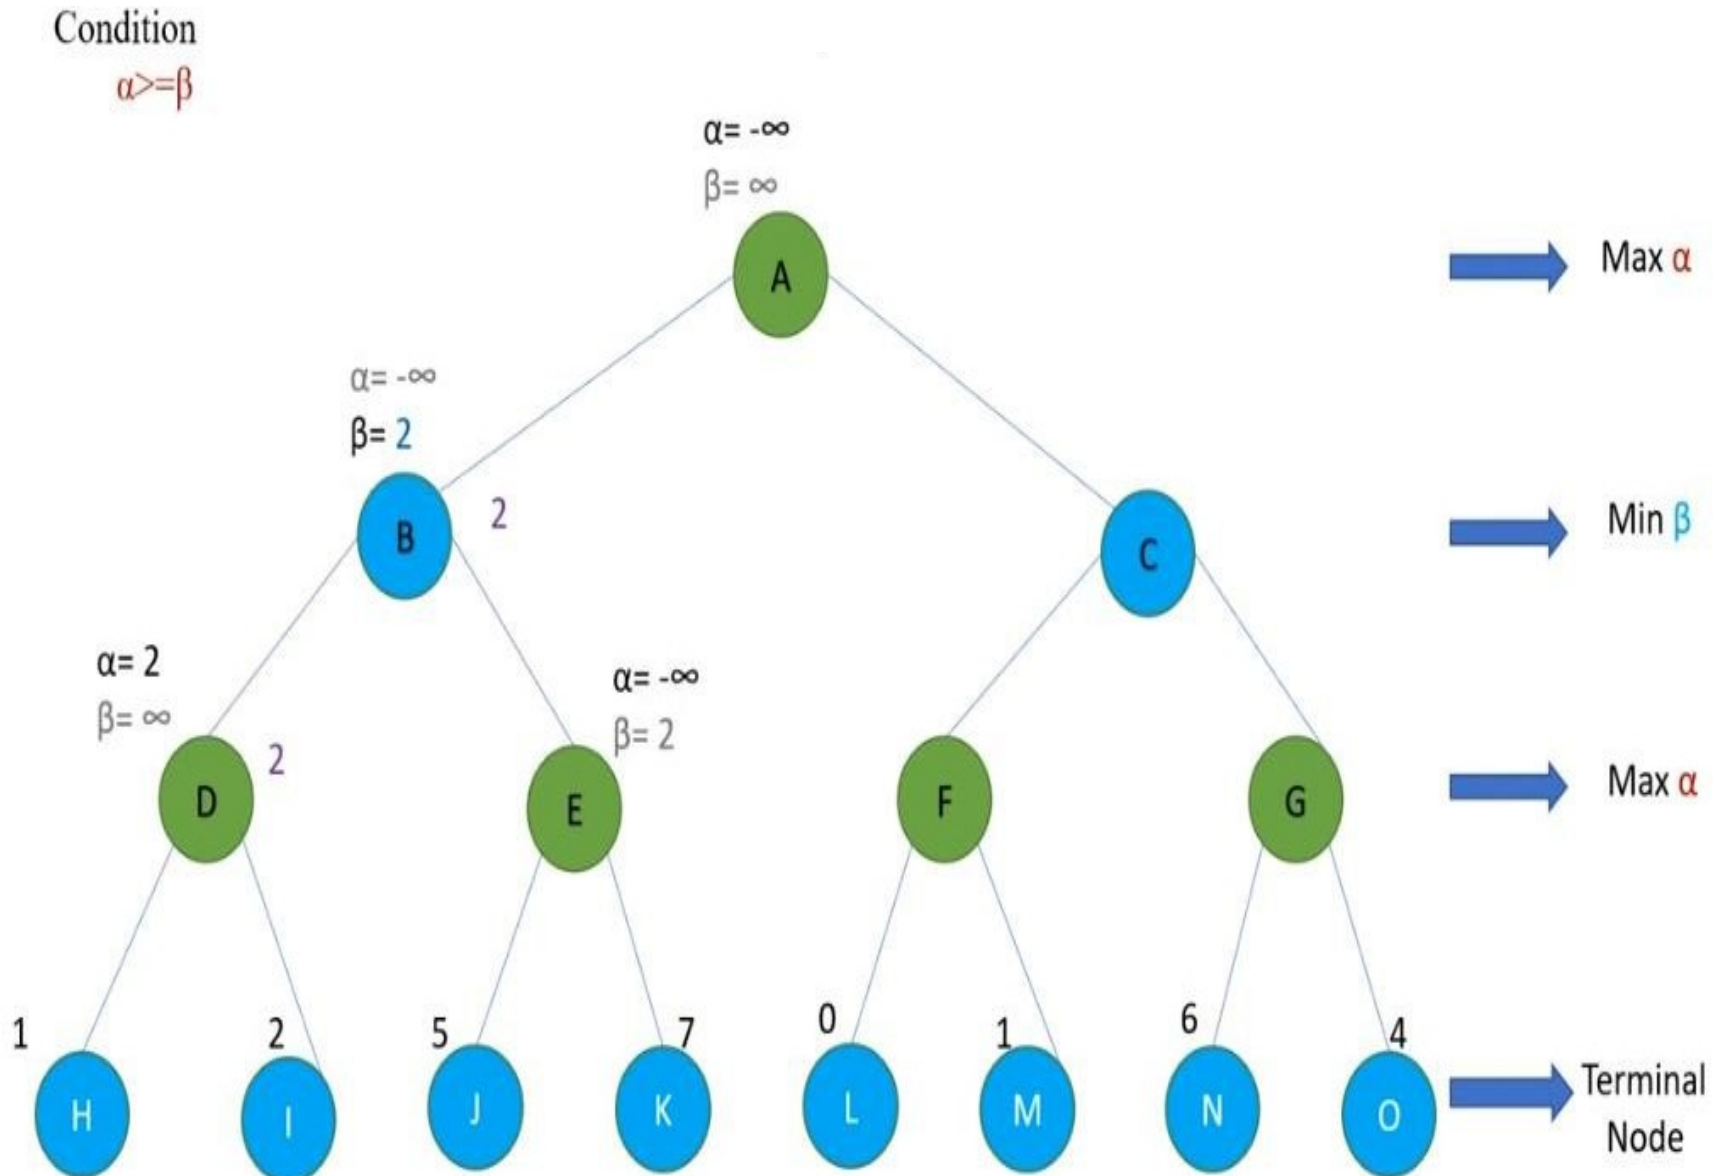 Condition
α>=β
α= -∞
β= ∞
A
Max α
α= -∞
β= 2
B
2
C
Min β
α= 2
β= ∞
D
2
α= -∞
β= 2
E
F
G
Max α
1
H
2
I
5
J
7
K
0
L
1
M
6
N
4
O
Terminal
Node